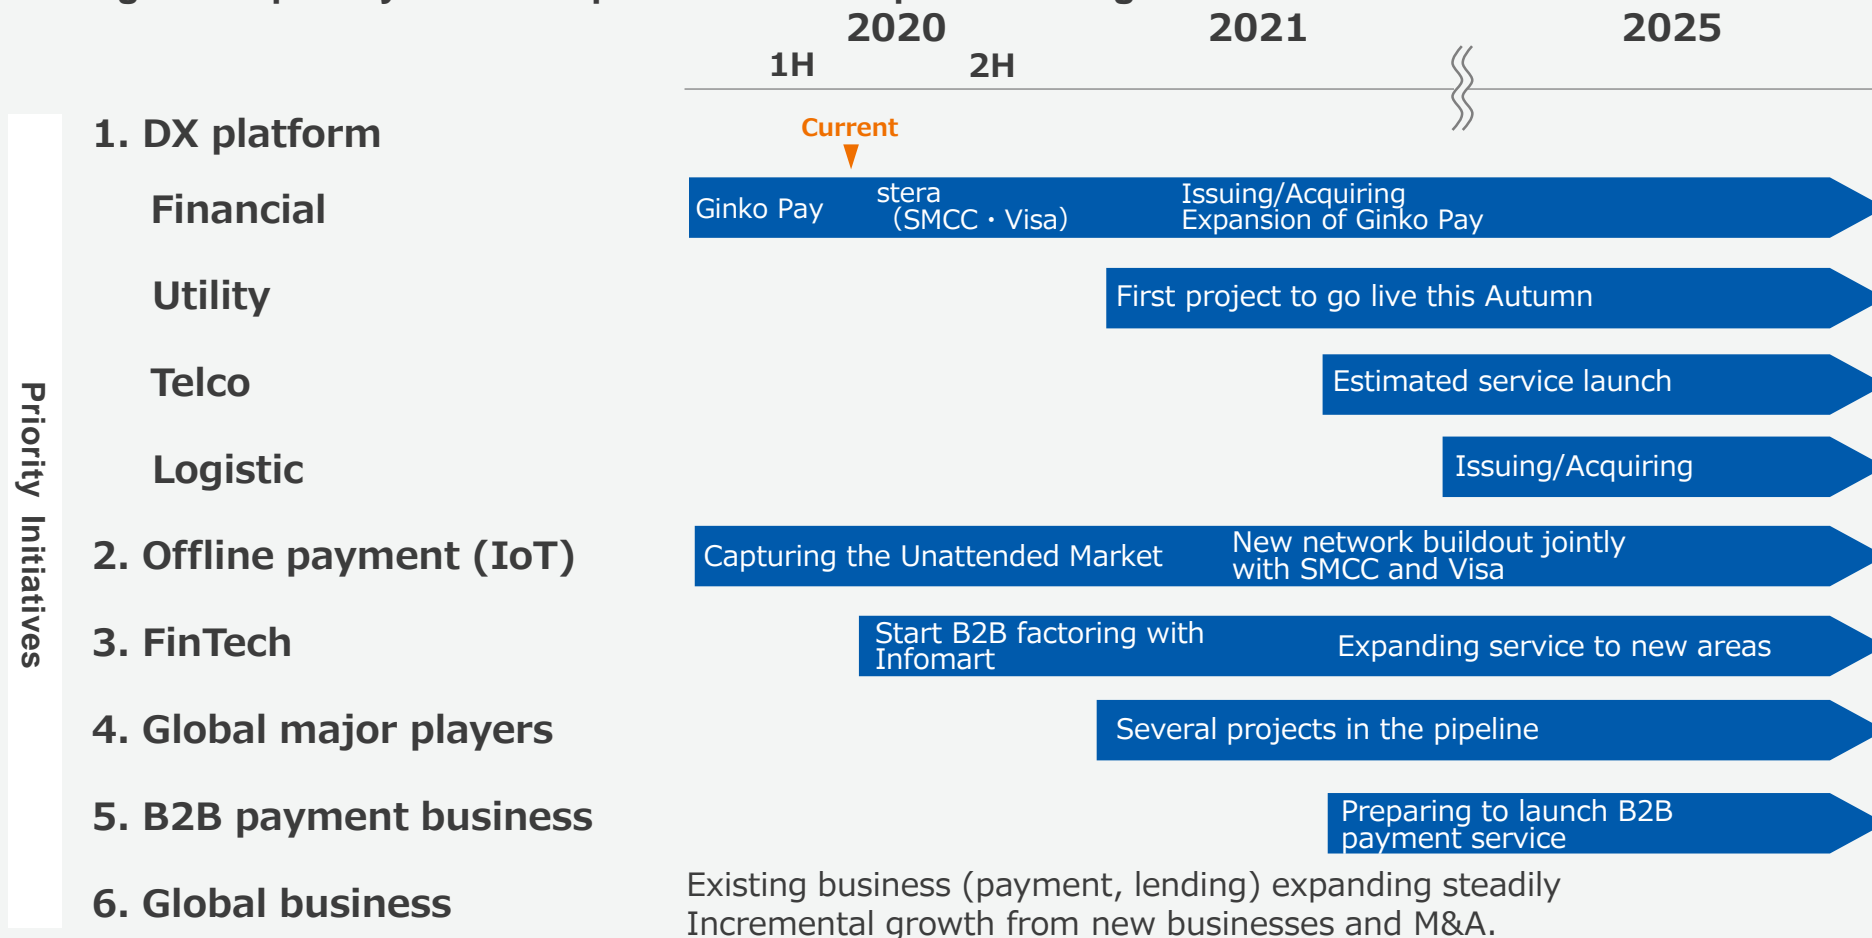 2020 2021 2025
1H 2H
Current
Priority Initiatives
1. DX platform
Financial
Ginko Pay
stera
（SMCC・Visa）
Issuing/Acquiring
Expansion of Ginko Pay
Utility
First project to go live this Autumn
Telco
Estimated service launch
Logistic
Issuing/Acquiring
2. Offline payment (IoT)
Capturing the Unattended Market
New network buildout jointly
with SMCC and Visa
3. FinTech
Start B2B factoring with
Infomart
Expanding service to new areas
4. Global major players
Several projects in the pipeline
5. B2B payment business
Preparing to launch B2B
payment service
6. Global business
Existing business (payment, lending) expanding steadily
Incremental growth from new businesses and M&A.